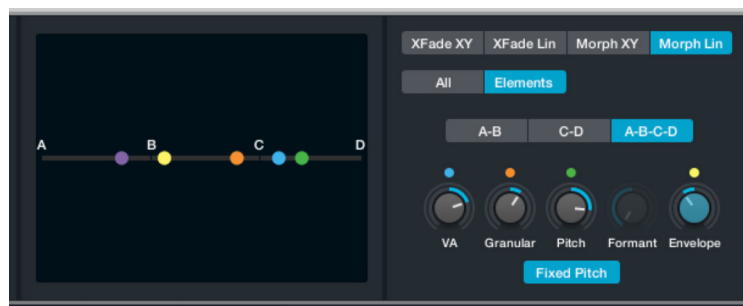 XFade XY XFade Lin Morph XY Morph Lin
All Elements
A-B C-D A-B-C-D
A B C D
VA Granular Pitch Formant Envelope
Fixed Pitch